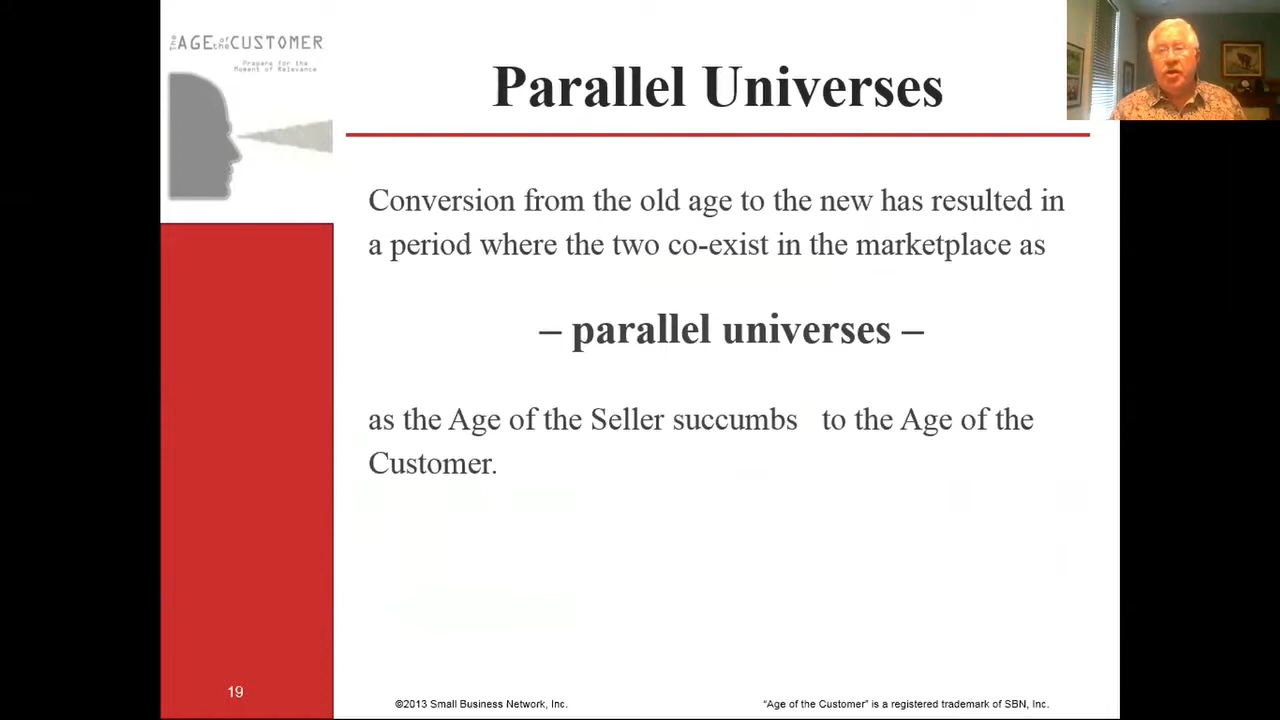 The AGE of the CUSTOMER
Prepare for the
Moment of Relevance
Parallel Universes
Conversion from the old age to the new has resulted in
a period where the two co-exist in the marketplace as
– parallel universes –
as the Age of the Seller succumbs to the Age of the
Customer.
19
©2013 Small Business Network, Inc.
“Age of the Customer” is a registered trademark of SBN, Inc.